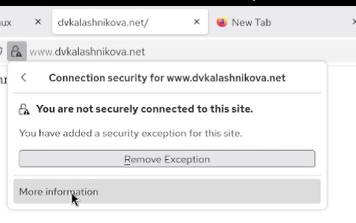 ux
dvkalashnikova.net/
New Tab
www.dvkalashnikova.net
Connection security for www.dvkalashnikova.net
You are not securely connected to this site.
You have added a security exception for this site.
Remove Exception
More information